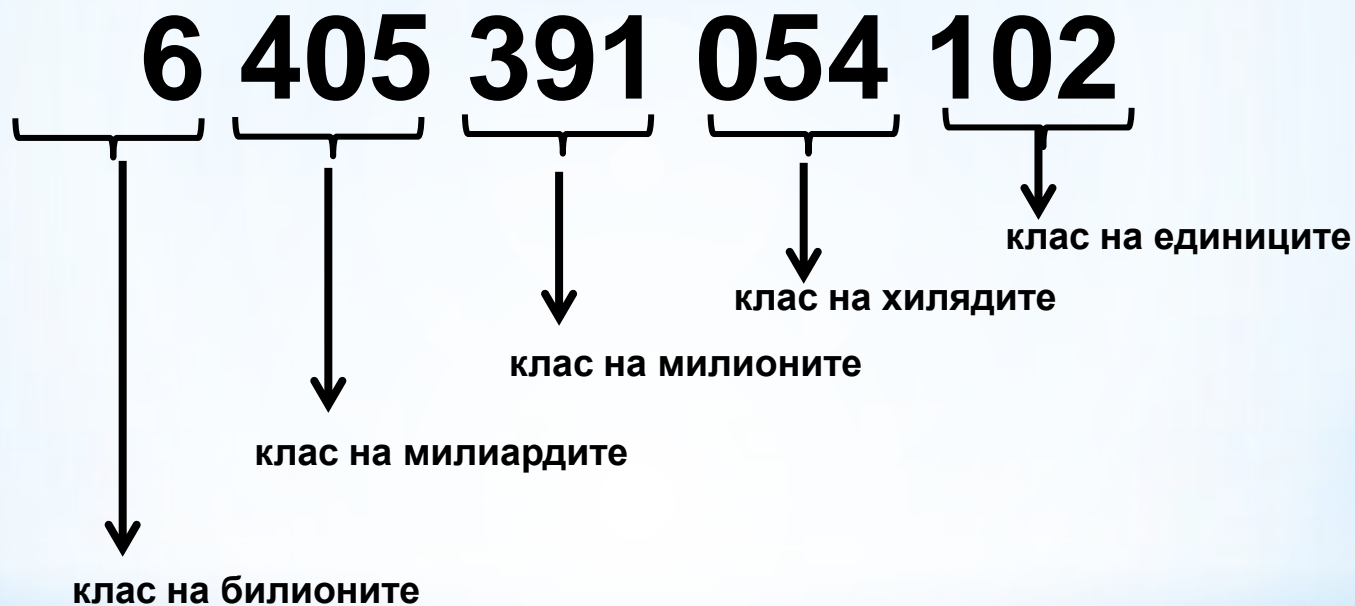 6 405 391 054 102
клас на единиците
клас на хилядите
клас на милионите
клас на милиардите
клас на билионите